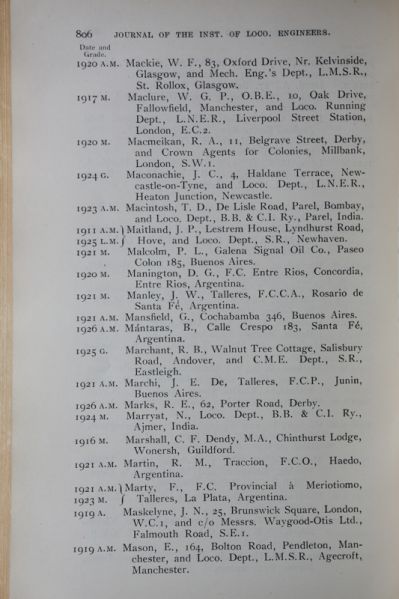 806 JOURNAL OF THE INST. OF LOCO. ENGINEERS.
Date and
Grade.
1920 A.M. Mackie, W. F., 83, Oxford Drive, Nr. Kelvinside,
Glasgow, and Mech. Eng.'s Dept., L.M.S.R.,
St. Rollox, Glasgow.
1917 M. Maclure, W. G. P., O.B.E., 10, Oak Drive,
Fallowfield, Manchester, and Loco. Running
Dept., L.N.E.R., Liverpool Street Station,
London, E.C.2.
1920 M. Macmeikan, R. A., 11, Belgrave Street, Derby,
and Crown Agents for Colonies, Millbank,
London, S.W.1.
1924 G. Maconachie, J. C., 4, Haldane Terrace, New-
castle-on-Tyne, and Loco. Dept., L.N.E.R.,
Heaton Junction, Newcastle.
1923 A.M. Macintosh, T. D., De Lisle Road, Parel, Bombay,
and Loco. Dept., B.B. & C.I. Ry., Parel, India.
1911 A.M. } Maitland, J. P., Lestrem House, Lyndhurst Road,
1925 L.M. } Hove, and Loco. Dept., S.R., Newhaven.
1921 M. Malcolm, P. L., Galena Signal Oil Co., Paseo
Colon 185, Buenos Aires.
1920 M. Manington, D. G., F.C. Entre Rios, Concordia,
Entre Rios, Argentina.
1921 M. Manley, J. W., Talleres, F.C.C.A., Rosario de
Santa Fé, Argentina.
1921 A.M. Mansfield, G., Cochabamba 346, Buenos Aires.
1926 A.M. Mántaras, B., Calle Crespo 183, Santa Fé,
Argentina.
1925 G. Marchant, R. B., Walnut Tree Cottage, Salisbury
Road, Andover, and C.M.E. Dept., S.R.,
Eastleigh.
1921 A.M. Marchi, J. E. De, Talleres, F.C.P., Junin,
Buenos Aires.
1926 A.M. Marks, R. E., 62, Porter Road, Derby.
1924 M. Marryat, N., Loco. Dept., B.B. & C.I. Ry.,
Ajmer, India.
1916 M. Marshall, C. F. Dendy, M.A., Chinthurst Lodge,
Wonersh, Guildford.
1921 A.M. Martin, R. M., Traccion, F.C.O., Haedo,
Argentina.
1921 A.M. } Marty, F., F.C. Provincial à Meriotiomo,
1923 M. } Talleres, La Plata, Argentina.
1919 A. Maskelyne, J. N., 25, Brunswick Square, London,
W.C.1, and c/o Messrs. Waygood-Otis Ltd.,
Falmouth Road, S.E.1.
1919 A.M. Mason, E., 164, Bolton Road, Pendleton, Man-
chester, and Loco. Dept., L.M.S.R., Agecroft,
Manchester.